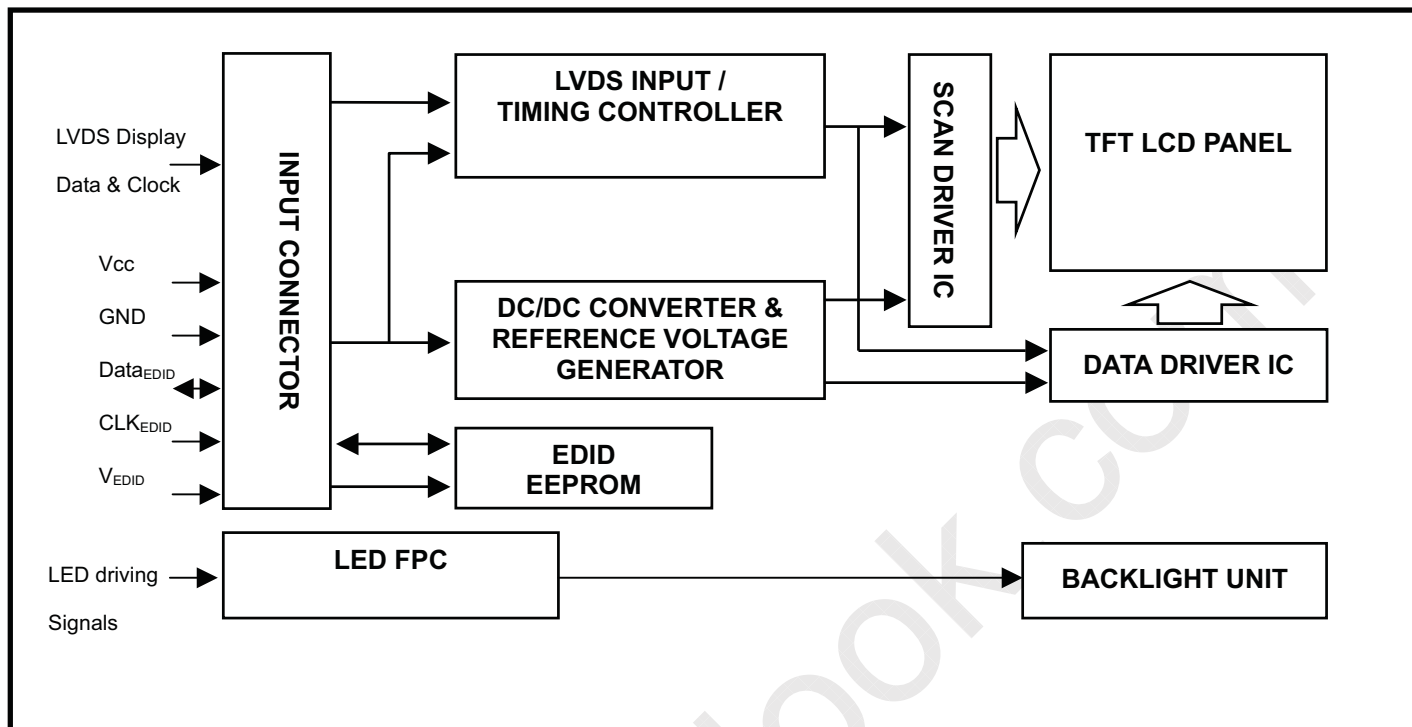 LVDS Display
Data & Clock
Vcc
GND
DataEDID
CLKEDID
VEDID
INPUT CONNECTOR
LVDS INPUT /
TIMING CONTROLLER
DC/DC CONVERTER &
REFERENCE VOLTAGE
GENERATOR
EDID
EEPROM
SCAN DRIVER IC
TFT LCD PANEL
DATA DRIVER IC
LED driving
Signals
LED FPC
BACKLIGHT UNIT